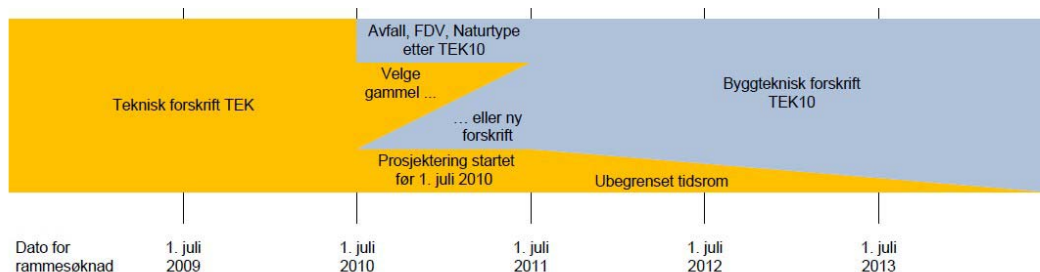 Avfall, FDV, Naturtype
etter TEK10
Velge
gammel ...
Teknisk forskrift TEK
Byggteknisk forskrift
TEK10
... eller ny
forskrift
Prosjektering startet
før 1. juli 2010
Ubegrenset tidsrom
Dato for
rammesøknad
1. juli
2009
1. juli
2010
1. juli
2011
1. juli
2012
1. juli
2013